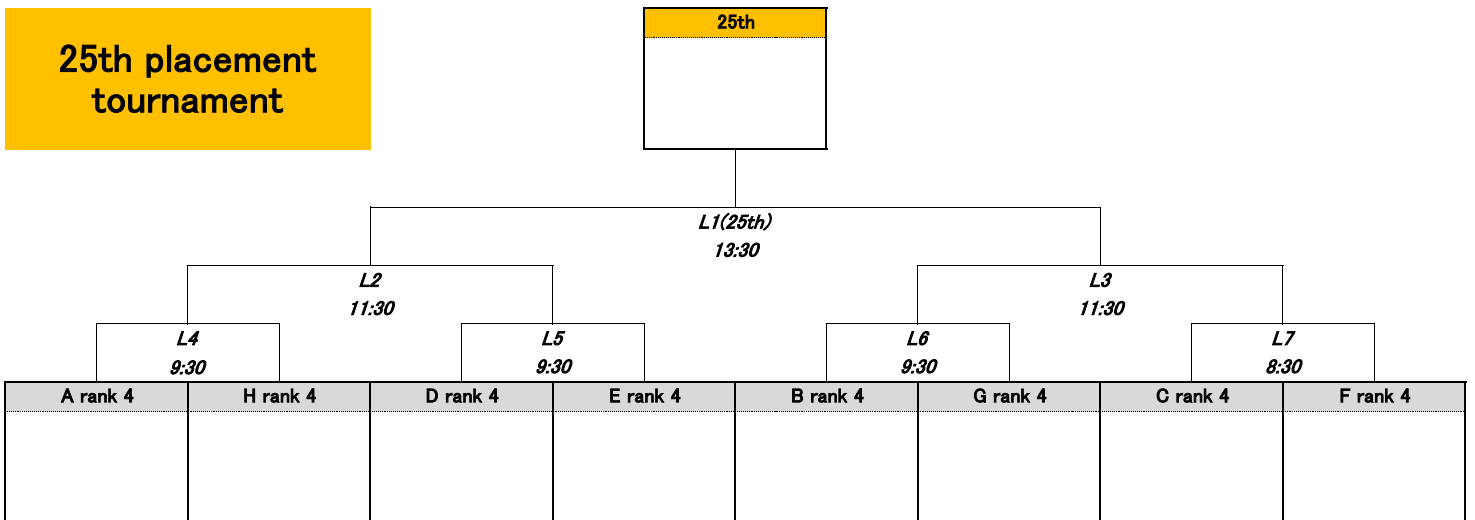 25th placement
tournament
25th
L1(25th)
13:30
L2
L3
11:30
11:30
L4
L5
L6
L7
9:30
9:30
9:30
8:30
A rank 4
H rank 4
D rank 4
E rank 4
B rank 4
G rank 4
C rank 4
F rank 4